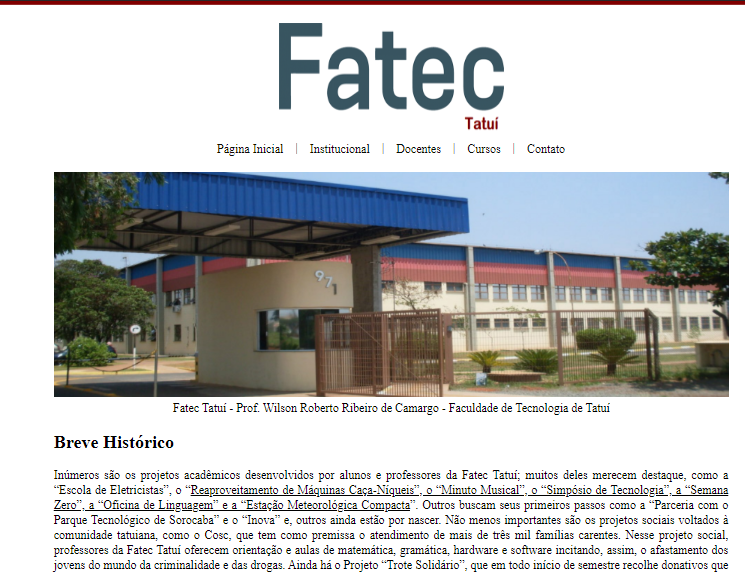 Fatec
Tatuí
Página Inicial | Institucional | Docentes | Cursos | Contato
971
Fatec Tatuí - Prof. Wilson Roberto Ribeiro de Camargo - Faculdade de Tecnologia de Tatuí
Breve Histórico
Inúmeros são os projetos acadêmicos desenvolvidos por alunos e professores da Fatec Tatuí; muitos deles merecem destaque, como a
“Escola de Eletricistas”, o “Reaproveitamento de Máquinas Caça-Níqueis”, o “Minuto Musical”, o “Simpósio de Tecnologia”, a “Semana
Zero”, a “Oficina de Linguagem” e a “Estação Meteorológica Compacta”. Outros buscam seus primeiros passos como a “Parceria com o
Parque Tecnológico de Sorocaba” e o “Inova” e, outros ainda estão por nascer. Não menos importantes são os projetos sociais voltados à
comunidade tatuiana, como o Cosc, que tem como premissa o atendimento de mais de três mil famílias carentes. Nesse projeto social,
professores da Fatec Tatuí oferecem orientação e aulas de matemática, gramática, hardware e software incitando, assim, o afastamento dos
jovens do mundo da criminalidade e das drogas. Ainda há o Projeto “Trote Solidário”, que em todo início de semestre recolhe donativos que